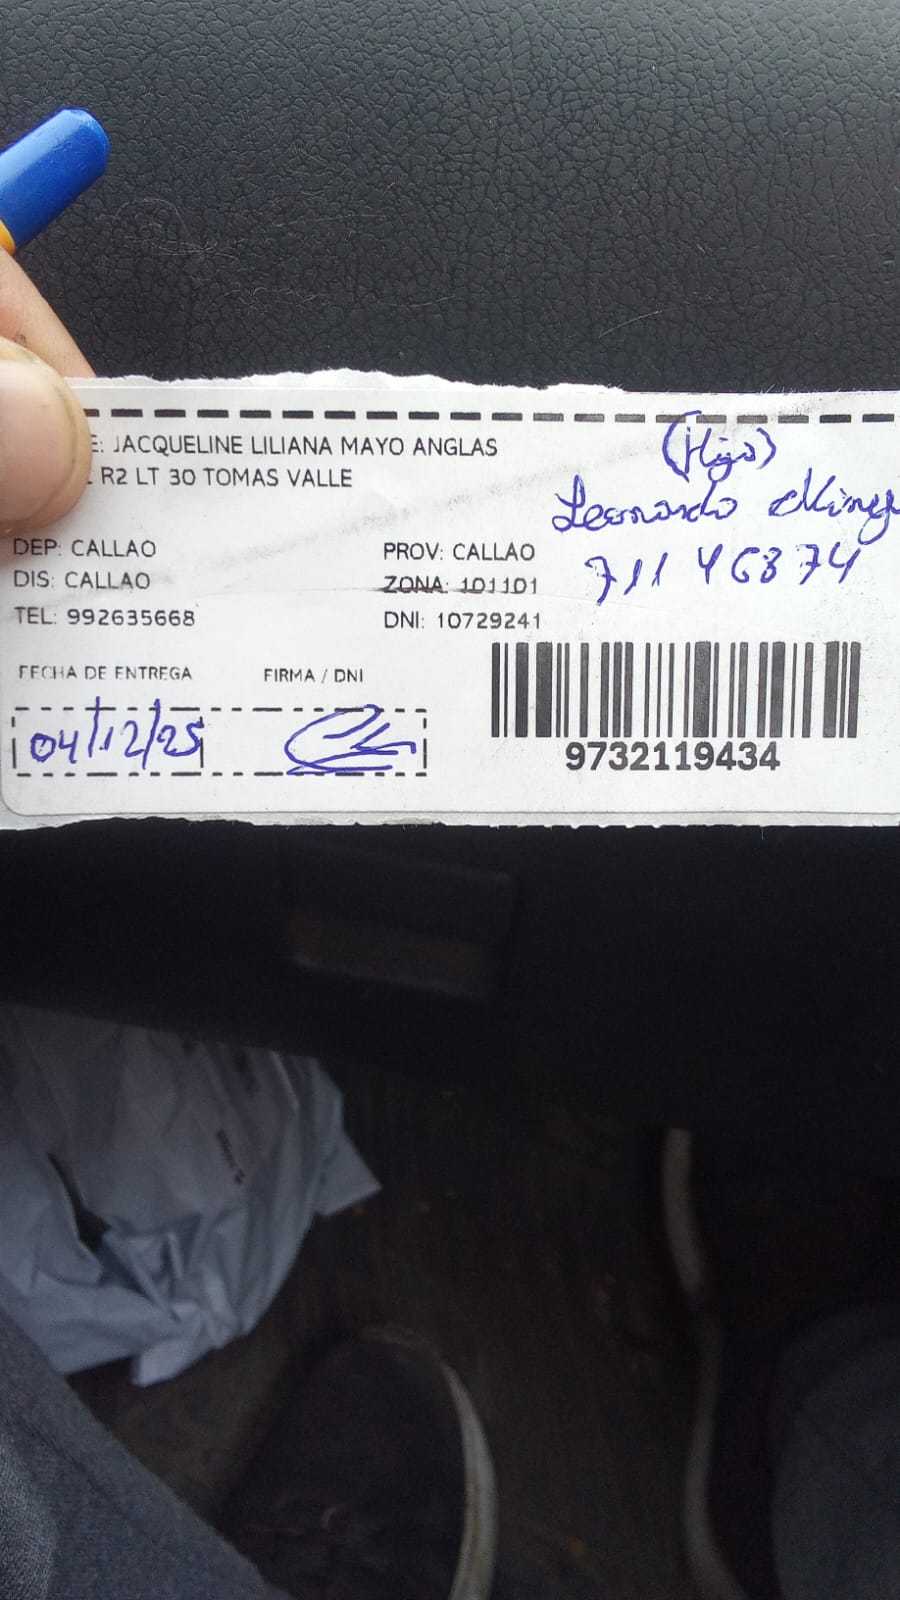 E: JACQUELINE LILIANA MAYO ANGLAS
R2 LT 30 TOMAS VALLE
(Hijo)
Leonardo
DEP: CALLAO PROV: CALLAO
DIS: CALLAO ZONA: 101101
TEL: 992635668 DNI: 10729241
FECHA DE ENTREGA FIRMA / DNI
04/12/25
9732119434